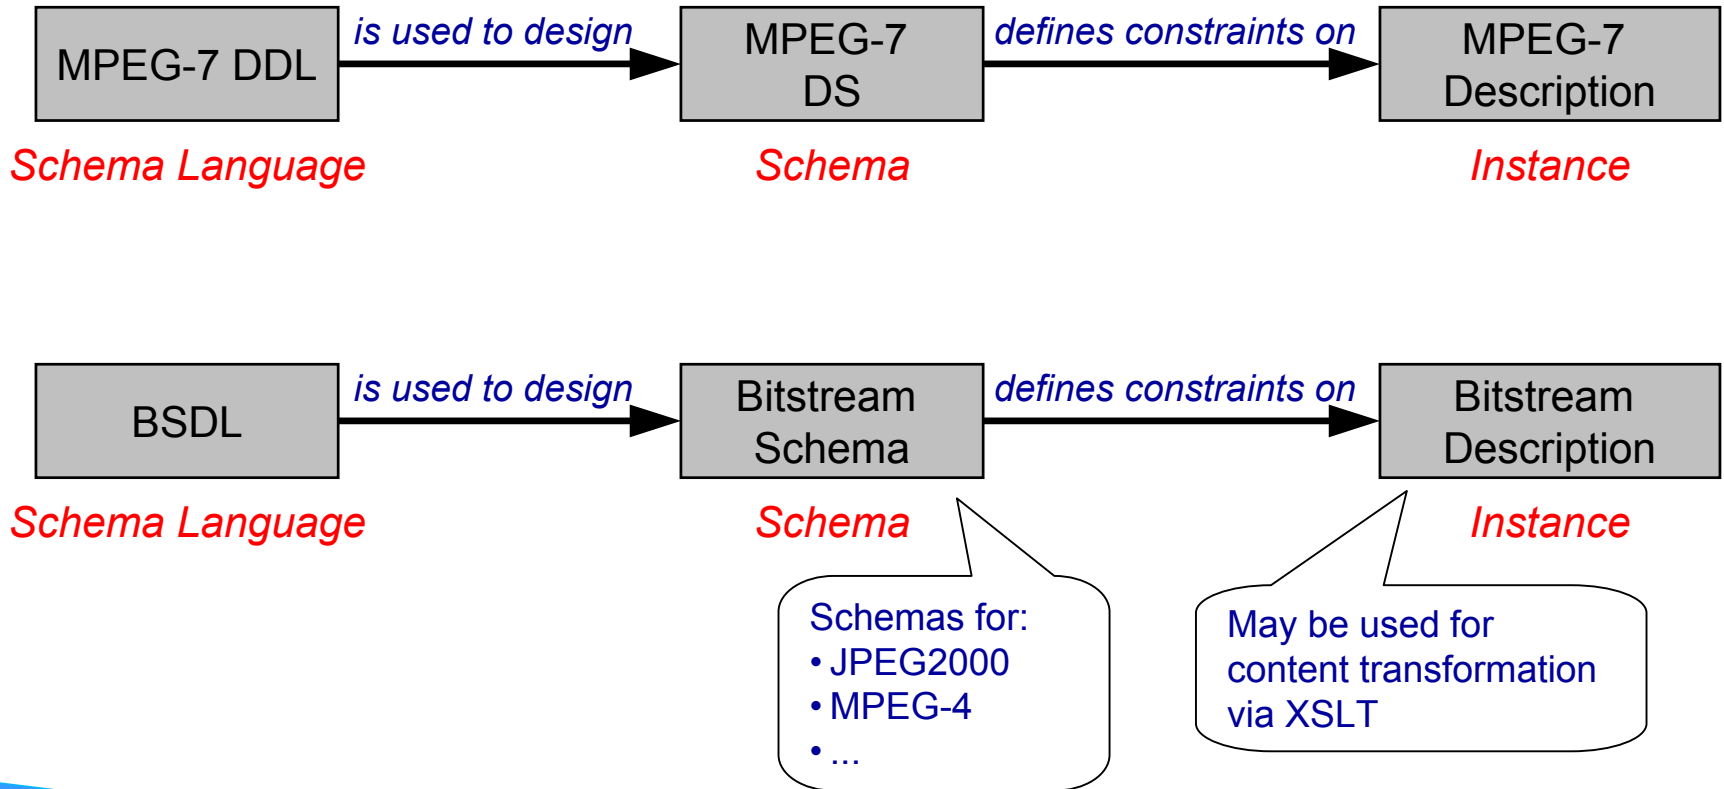 is used to design
defines constraints on
MPEG-7 DDL
MPEG-7
DS
MPEG-7
Description
Schema Language
Schema
Instance
is used to design
defines constraints on
BSDL
Bitstream
Schema
Bitstream
Description
Schema Language
Schema
Instance
Schemas for:
• JPEG2000
• MPEG-4
• ...
May be used for
content transformation
via XSLT